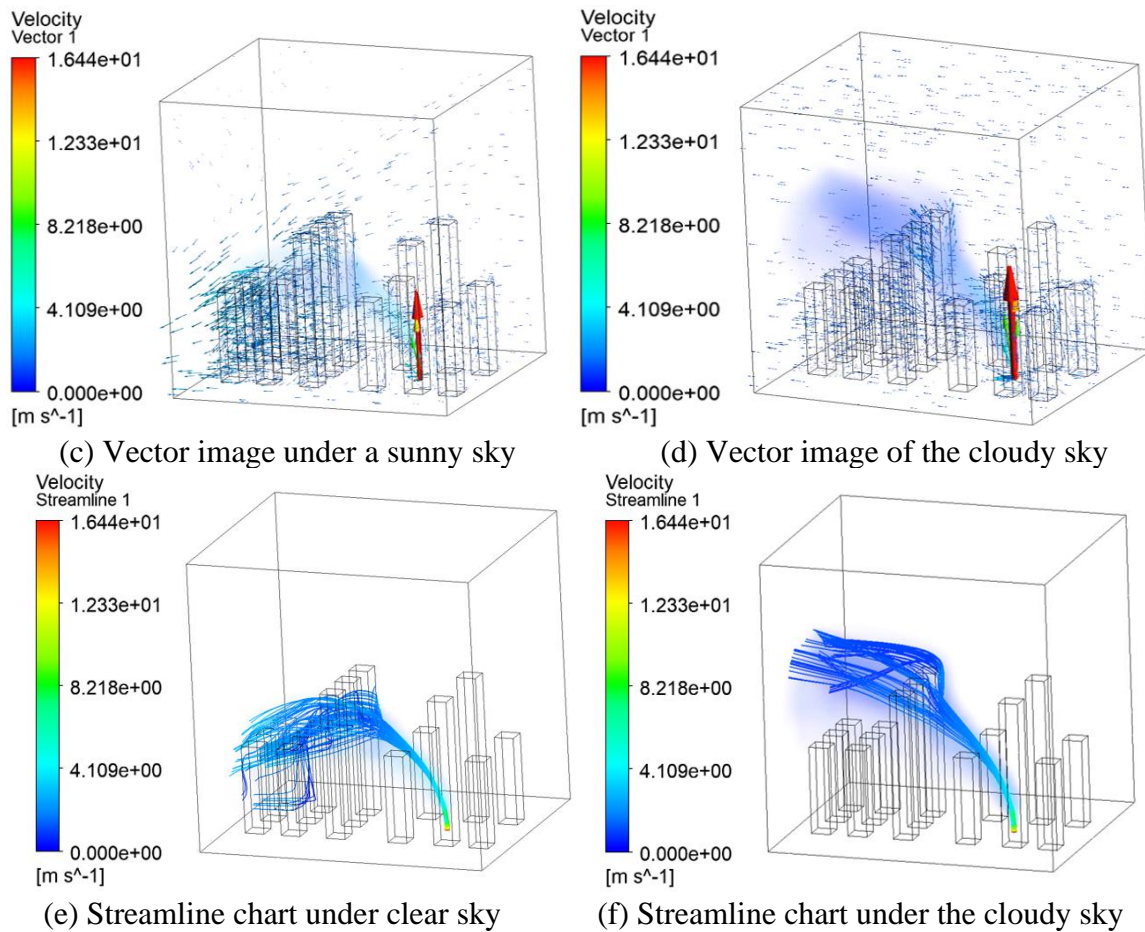 Velocity
Vector 1
1.644e+01
1.233e+01
8.218e+00
4.109e+00
0.000e+00
[m s^-1]
(c) Vector image under a sunny sky
Velocity
Vector 1
1.644e+01
1.233e+01
8.218e+00
4.109e+00
0.000e+00
[m s^-1]
(d) Vector image of the cloudy sky
Velocity
Streamline 1
1.644e+01
1.233e+01
8.218e+00
4.109e+00
0.000e+00
[m s^-1]
(e) Streamline chart under clear sky
Velocity
Streamline 1
1.644e+01
1.233e+01
8.218e+00
4.109e+00
0.000e+00
[m s^-1]
(f) Streamline chart under the cloudy sky